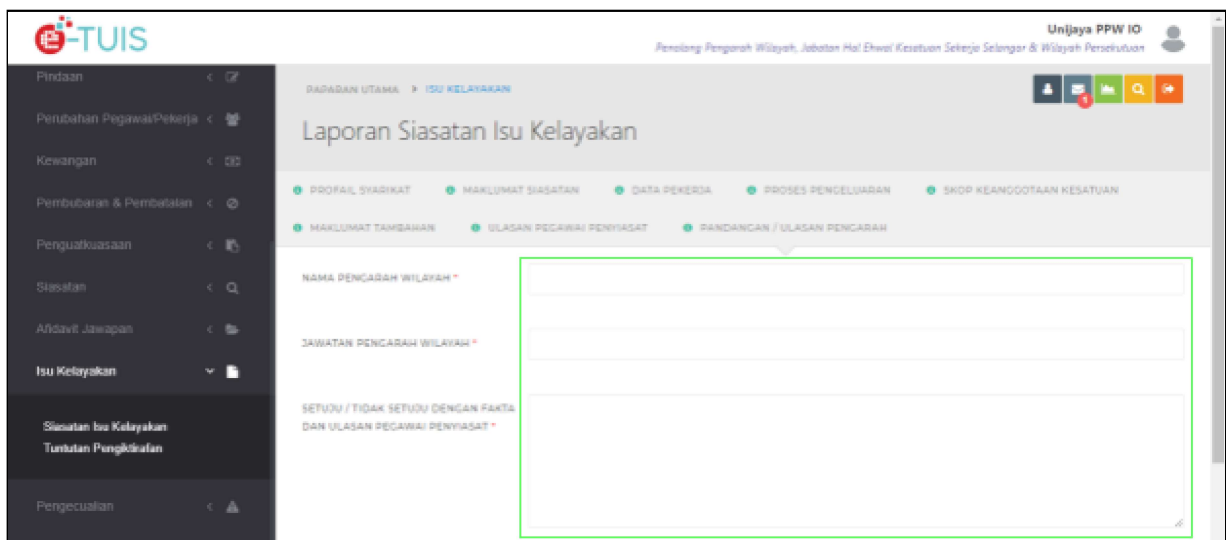 e-TUIS
Unijaya PPW IO
Penolong Pengarah Wilayah, Jabatan Hal Ehwal Kesatuan Sekerja Selangor & Wilayah Persekutuan
Pindaan
Perubahan Pegawai/Pekerja
Kewangan
Pembubaran & Pembatalan
Penguatkuasaan
Siasatan
Afidavit Jawapan
Isu Kelayakan
Siasatan Isu Kelayakan
Tuntutan Pengiktirafan
Pengecualian
PAPARAN UTAMA ISU KELAYAKAN
1
Laporan Siasatan Isu Kelayakan
PROFAIL SYARIKAT MAKLUMAT SIASATAN DATA PEKERJA PROSES PENGELUARAN SKOP KEANGGOTAAN KESATUAN
MAKLUMAT TAMBAHAN ULASAN PEGAWAI PENYIASAT PANDANGAN / ULASAN PENGARAH
NAMA PENGARAH WILAYAH *
JAWATAN PENGARAH WILAYAH *
SETUJU / TIDAK SETUJU DENGAN FAKTA
DAN ULASAN PEGAWAI PENYIASAT *